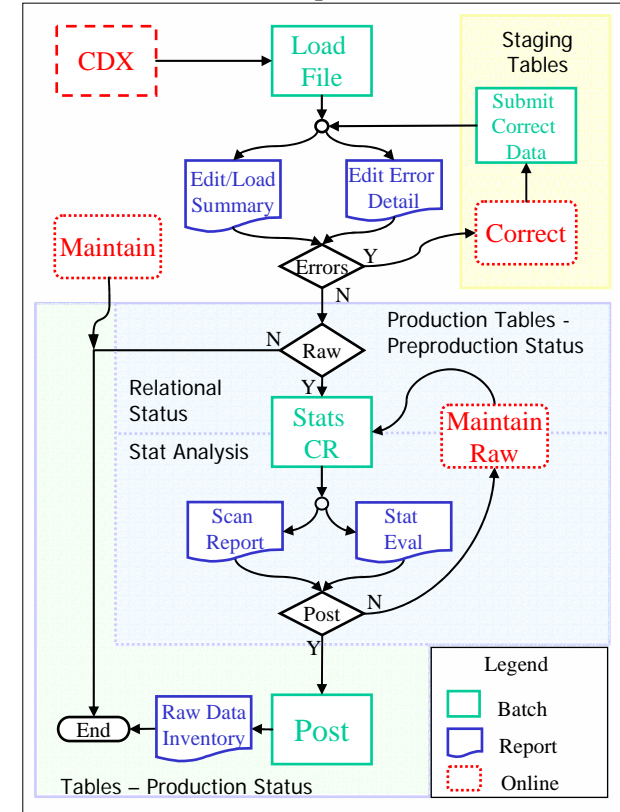 CDX
Load
File
Staging
Tables
Submit
Correct
Data
Edit/Load
Summary
Edit Error
Detail
Maintain
Correct
Errors
Y
N
Production Tables -
Preproduction Status
N
Raw
Y
Relational
Status
Stats
CR
Maintain
Raw
Stat Analysis
Scan
Report
Stat
Eval
Post
N
Y
Legend
Batch
Report
Online
End
Raw Data
Inventory
Post
Tables – Production Status